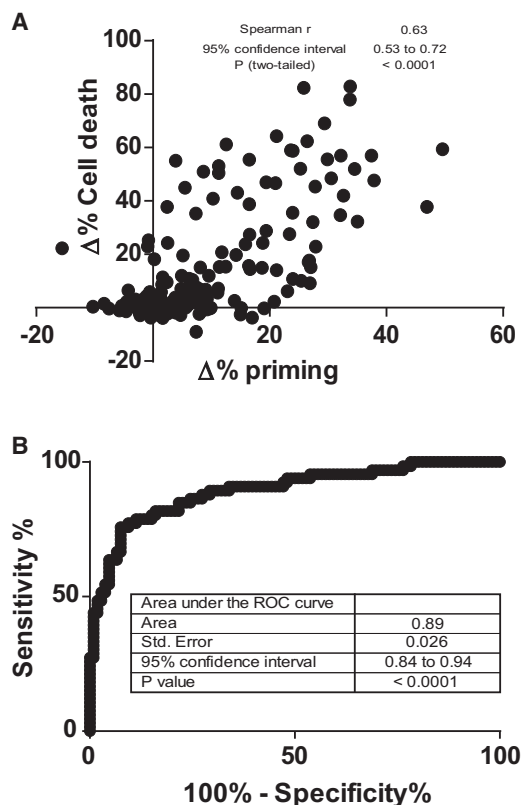 A
Spearman r 0.63
95% confidence interval 0.53 to 0.72
P (two-tailed) < 0.0001
Δ% Cell death
100
80
60
40
20
0
-20
-20 20 40 60
Δ% priming
B
Sensitivity %
100
50
0
Area under the ROC curve
Area 0.89
Std. Error 0.026
95% confidence interval 0.84 to 0.94
P value < 0.0001
0 50 100
100% - Specificity%